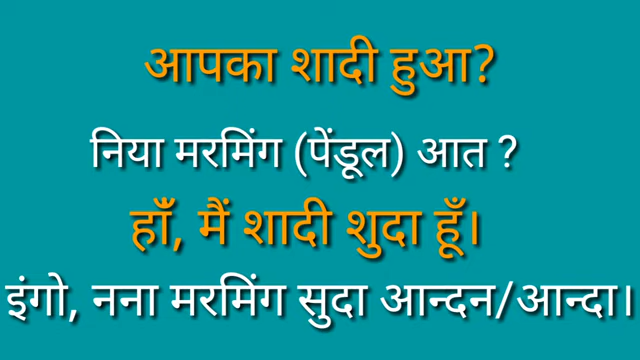 आपका शादी हुआ?
निया मरमिंग (पेंडूल) आत ?
हाँ, मैं शादी शुदा हूँ।
इंगो, नना मरमिंग सुदा आन्दन/आन्दा।